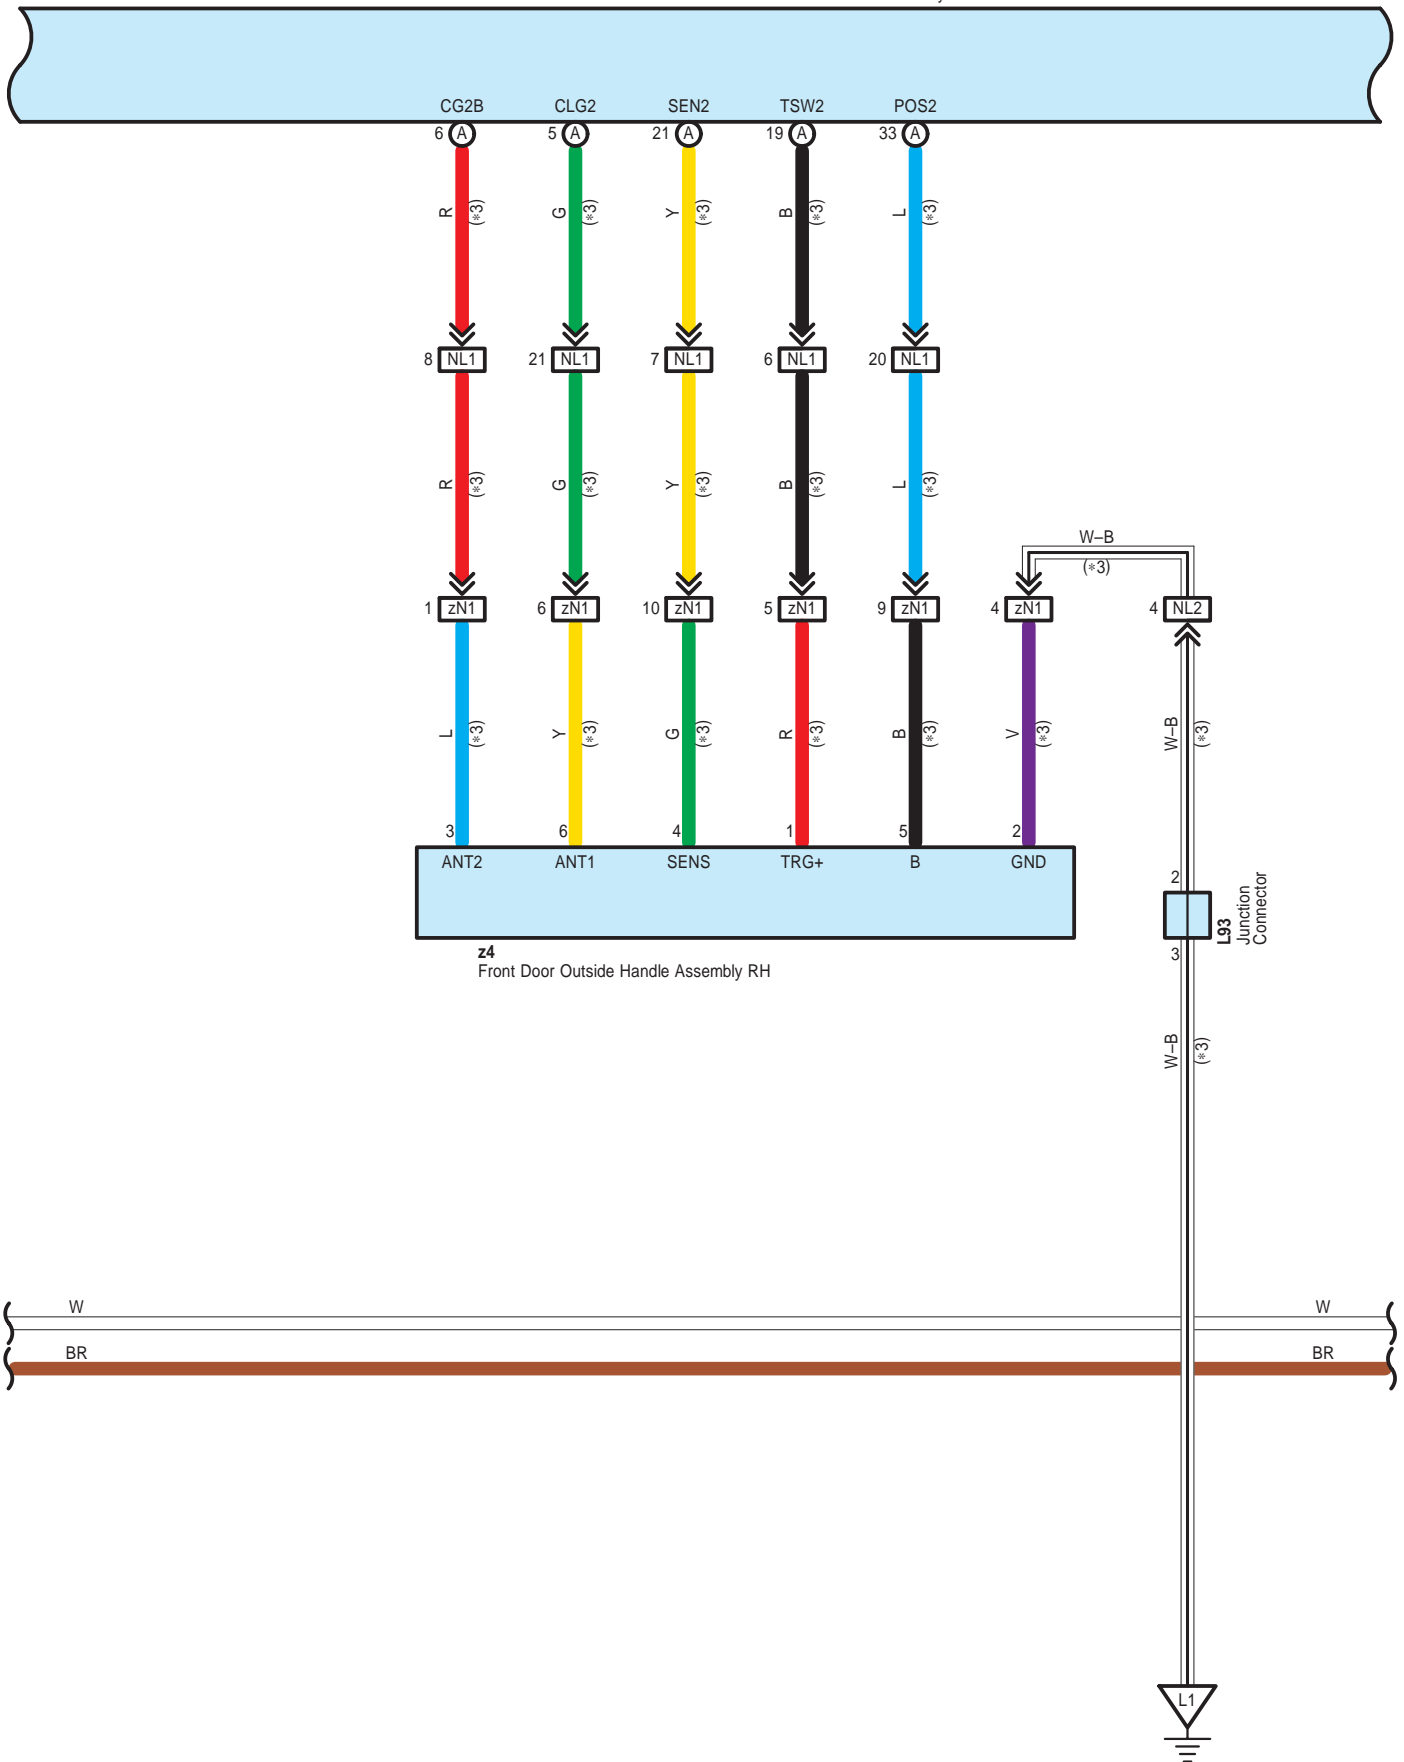 CG2B CLG2 SEN2 TSW2 POS2
6 A 5 A 21 A 19 A 33 A
R (*3) G (*3) Y (*3) B (*3) L (*3)
8 NL1 21 NL1 7 NL1 6 NL1 20 NL1
R (*3) G (*3) Y (*3) B (*3) L (*3)
W–B
(*3)
1 zN1 6 zN1 10 zN1 5 zN1 9 zN1 4 zN1 4 NL2
L (*3) Y (*3) G (*3) R (*3) B (*3) V (*3) W–B (*3)
3 6 4 1 5 2
ANT2 ANT1 SENS TRG+ B GND
2
L93
Junction
Connector
3
z4
Front Door Outside Handle Assembly RH
W–B (*3)
W W
BR BR
L1